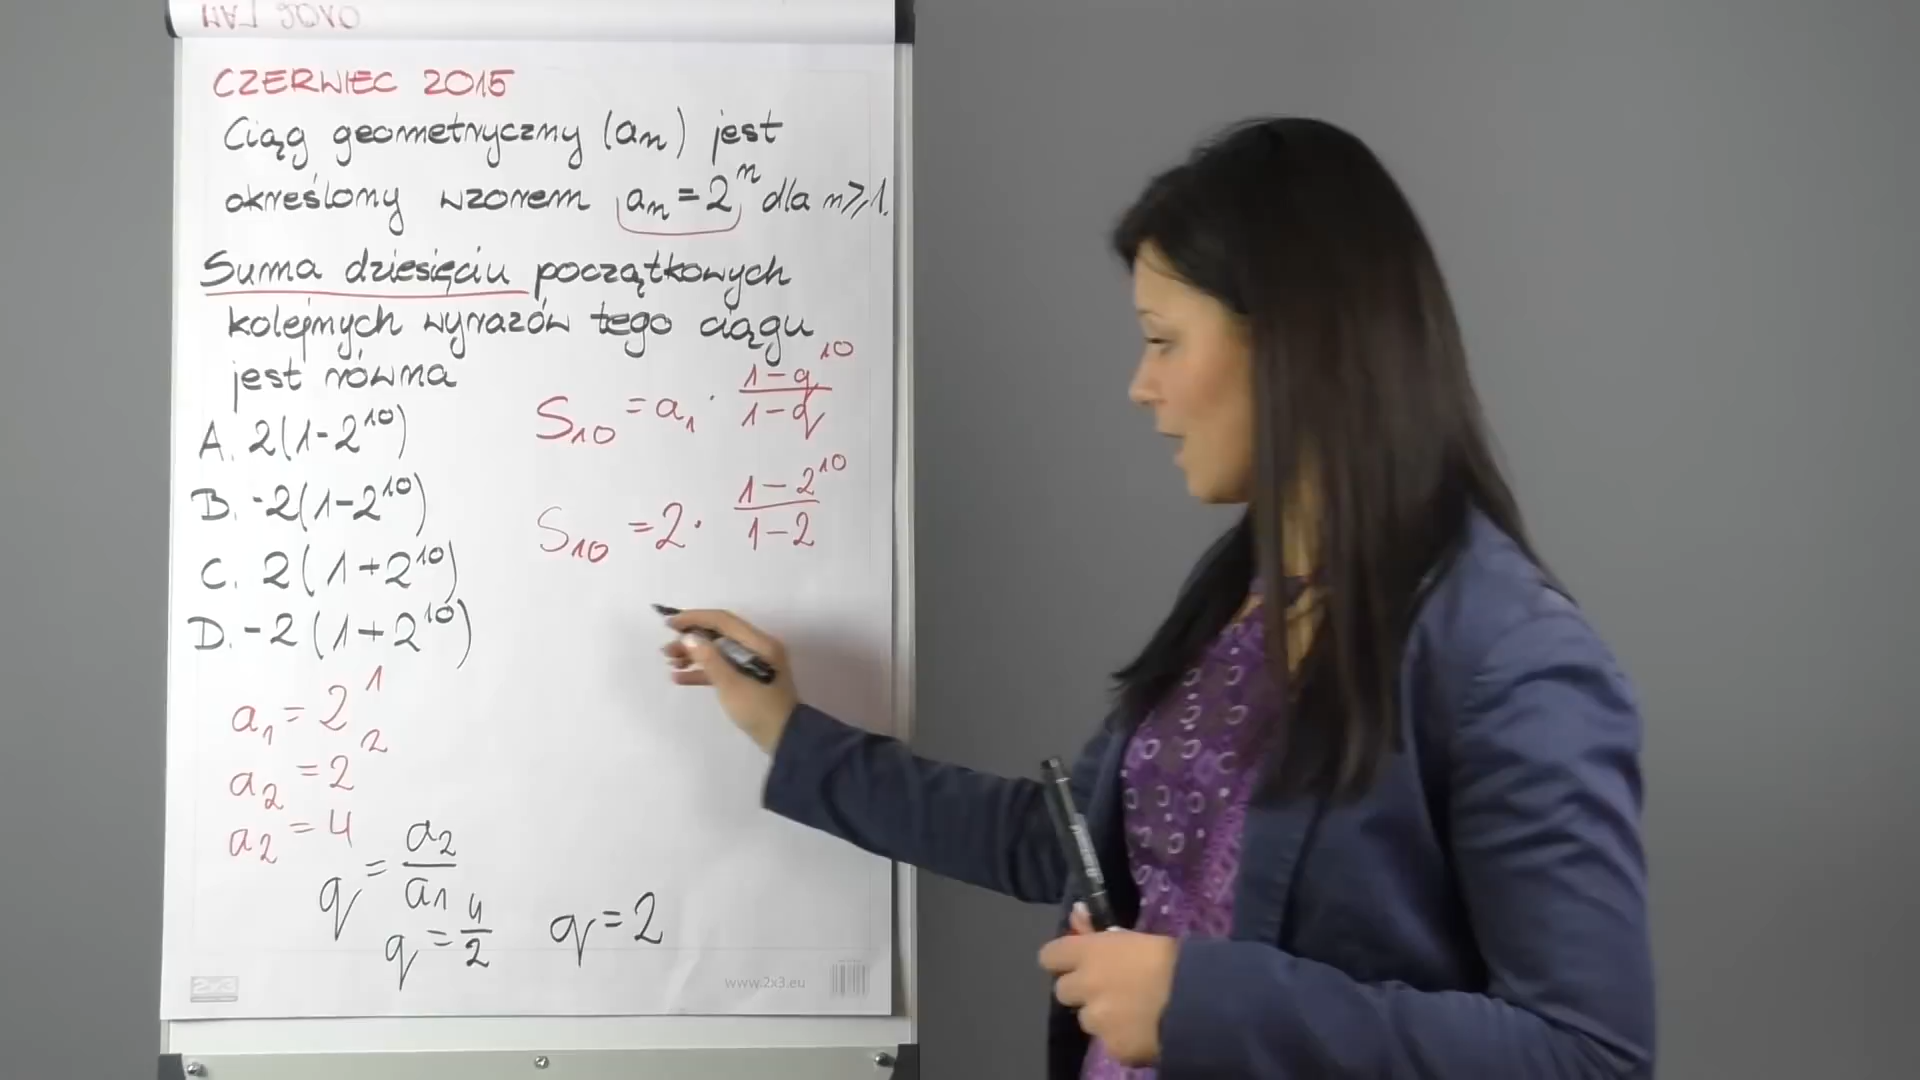 CZERWIEC 2015
Ciąg geometryczny (aₙ) jest
określony wzorem aₙ = 2ⁿ dla n ≥ 1.
Suma dziesięciu początkowych
kolejnych wyrazów tego ciągu
jest równa
A. 2(1-2¹⁰)
B. -2(1-2¹⁰)
C. 2(1+2¹⁰)
D. -2(1+2¹⁰)
S₁₀ = a₁ · (1-q¹⁰)/(1-q)
S₁₀ = 2 · (1-2¹⁰)/(1-2)
a₁ = 2¹
a₂ = 2²
a₂ = 4
q = a₂/a₁
q = 4/2 q = 2
2x3 www.2x3.eu